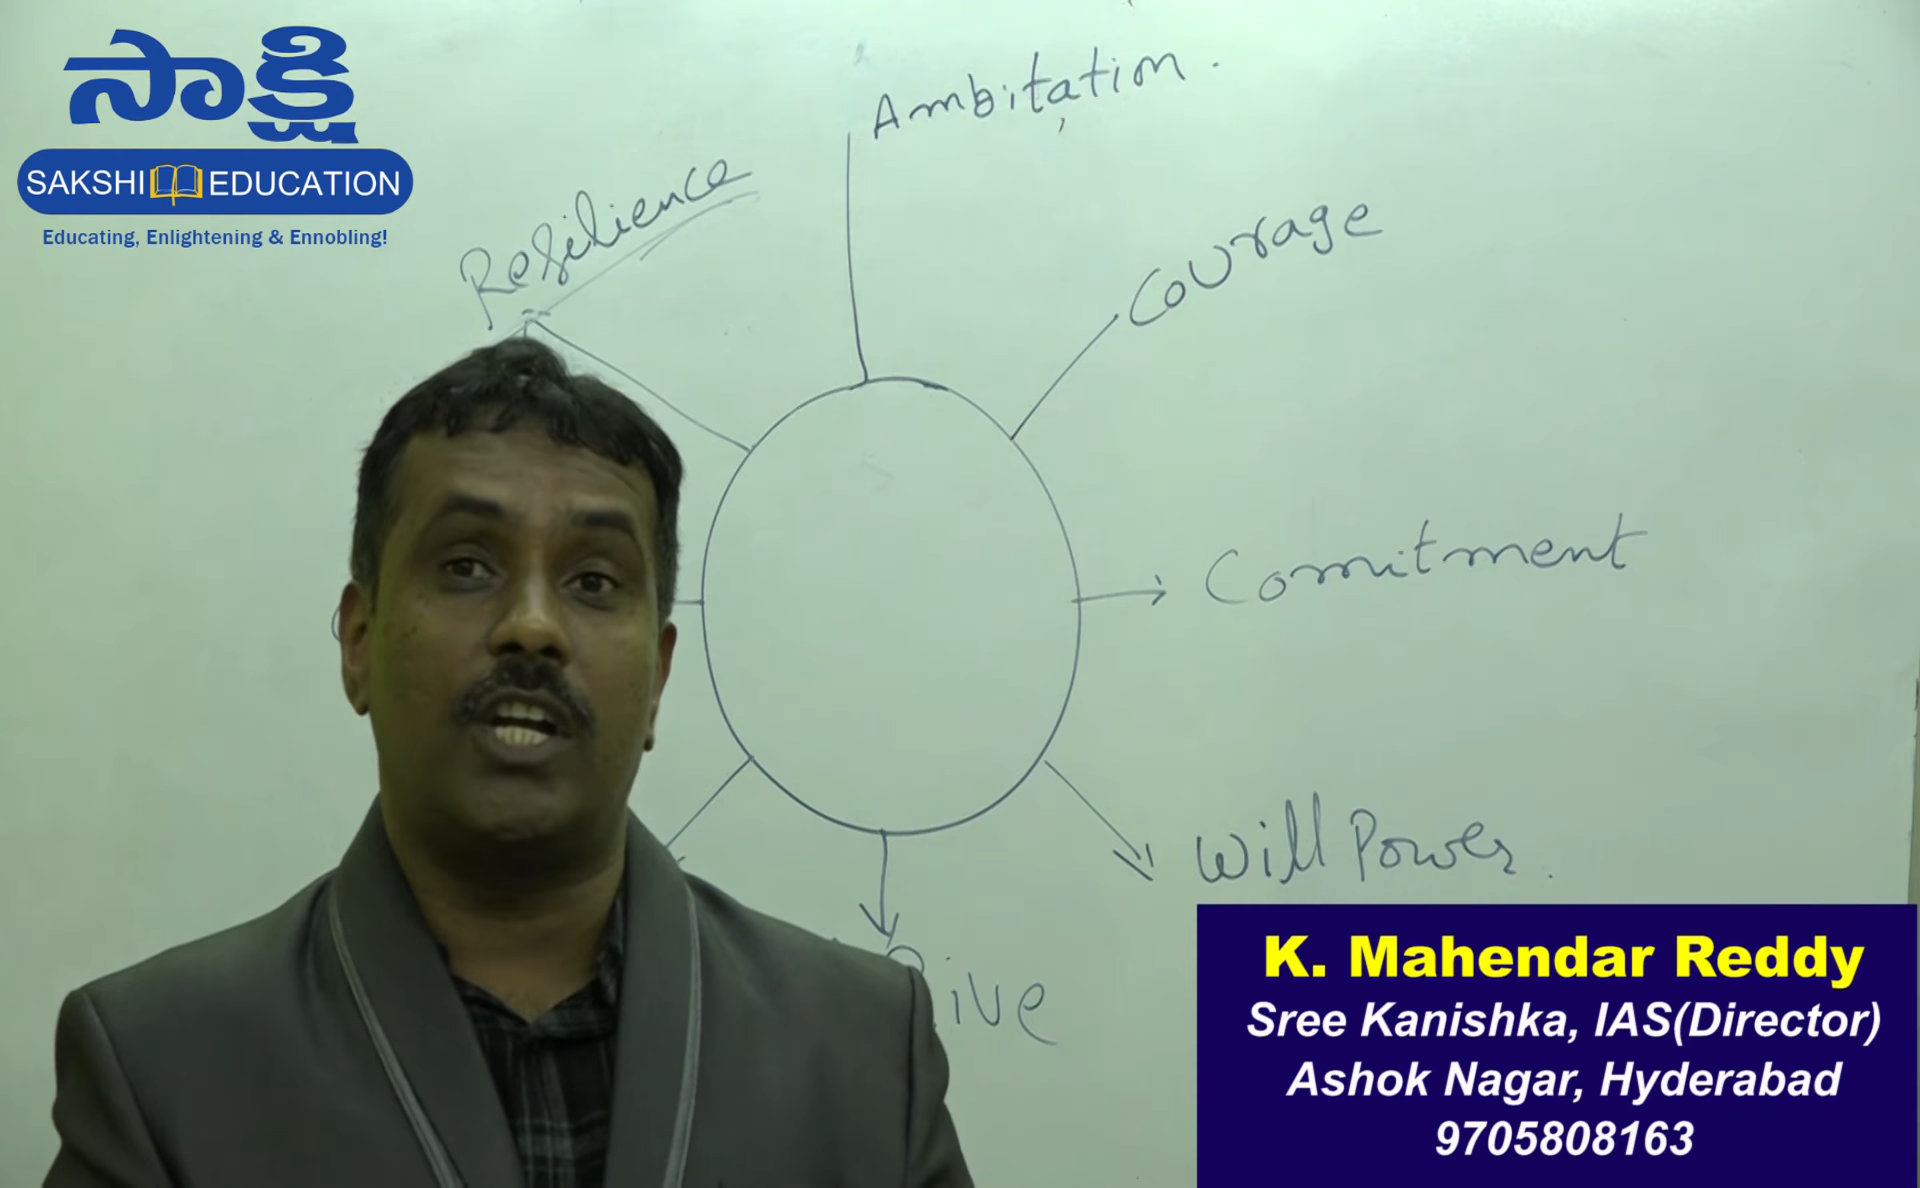 సాక్షి
SAKSHI EDUCATION
Educating, Enlightening & Ennobling!
Ambitation.
Resilience
Courage
Comitment
Will Power.
K. Mahendar Reddy
Sree Kanishka, IAS(Director)
Ashok Nagar, Hyderabad
9705808163